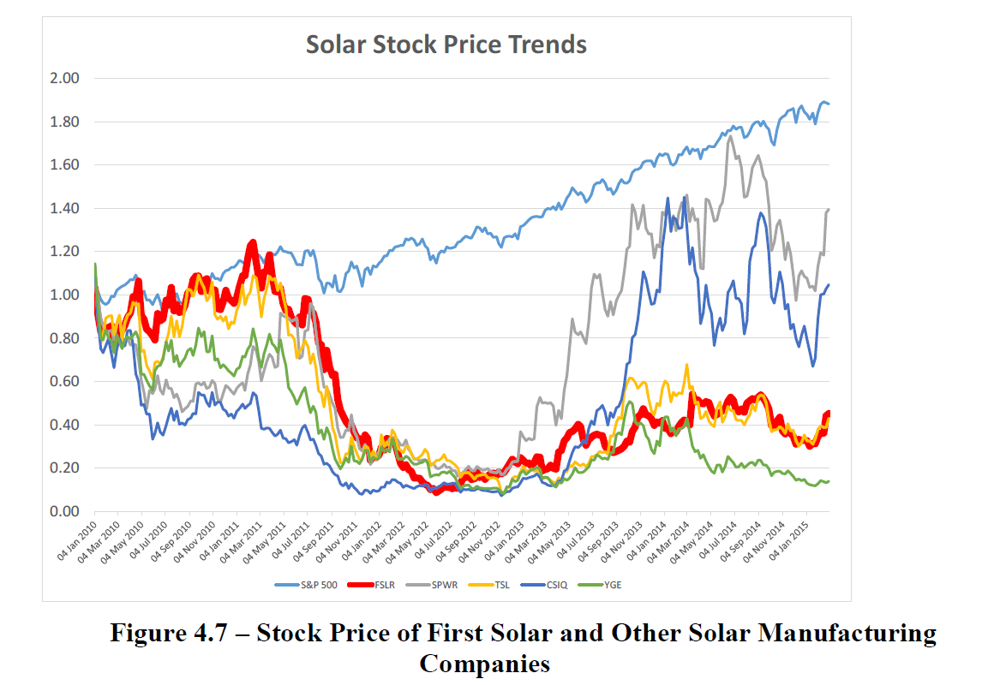 Solar Stock Price Trends
2.00
1.80
1.60
1.40
1.20
1.00
0.80
0.60
0.40
0.20
0.00
04 Jan 2010
04 Mar 2010
04 May 2010
04 Jul 2010
04 Sep 2010
04 Nov 2010
04 Jan 2011
04 Mar 2011
04 May 2011
04 Jul 2011
04 Sep 2011
04 Nov 2011
04 Jan 2012
04 Mar 2012
04 May 2012
04 Jul 2012
04 Sep 2012
04 Nov 2012
04 Jan 2013
04 Mar 2013
04 May 2013
04 Jul 2013
04 Sep 2013
04 Nov 2013
04 Jan 2014
04 Mar 2014
04 May 2014
04 Jul 2014
04 Sep 2014
04 Nov 2014
04 Jan 2015
S&P 500 FSLR SPWR TSL CSIQ YGE
Figure 4.7 – Stock Price of First Solar and Other Solar Manufacturing
Companies